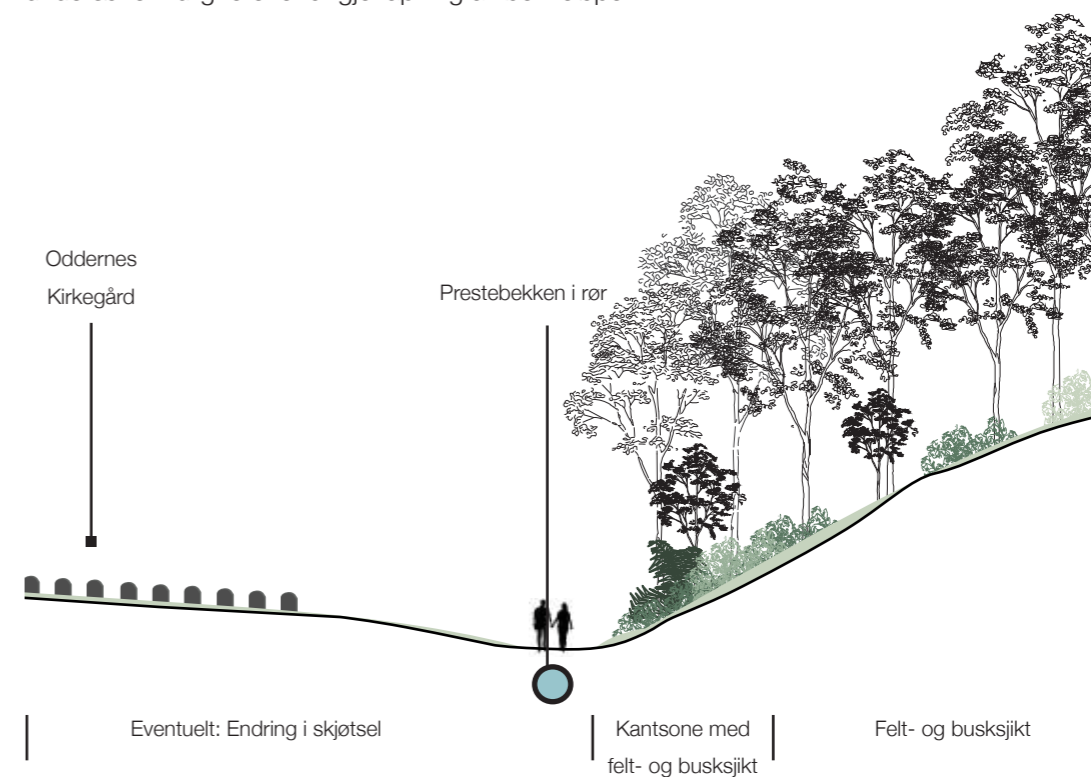 Oddernes
Kirkegård
Prestebekken i rør
Eventuelt: Endring i skjøtsel
Kantsone med
felt- og busksjikt
Felt- og busksjikt